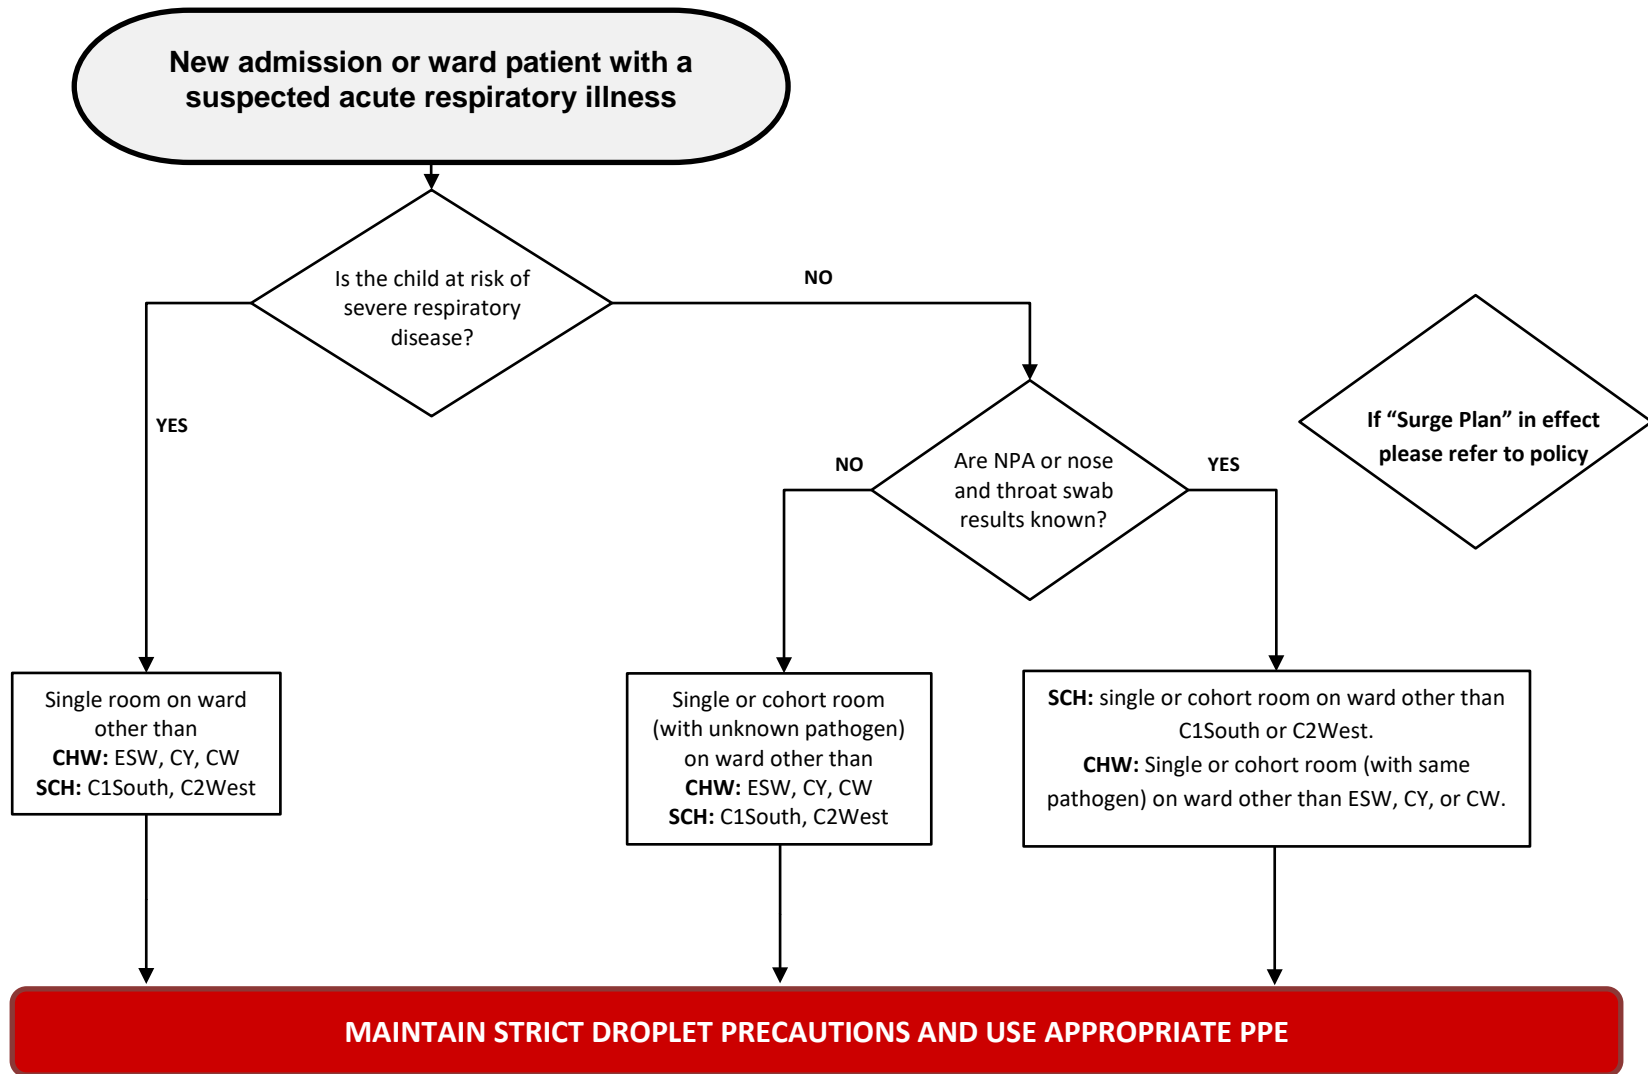 New admission or ward patient with a
suspected acute respiratory illness
Is the child at risk of
severe respiratory
disease?
NO
YES
If “Surge Plan” in effect
please refer to policy
Are NPA or nose
and throat swab
results known?
NO
YES
Single room on ward
other than
CHW: ESW, CY, CW
SCH: C1South, C2West
Single or cohort room
(with unknown pathogen)
on ward other than
CHW: ESW, CY, CW
SCH: C1South, C2West
SCH: single or cohort room on ward other than
C1South or C2West.
CHW: Single or cohort room (with same
pathogen) on ward other than ESW, CY, or CW.
MAINTAIN STRICT DROPLET PRECAUTIONS AND USE APPROPRIATE PPE